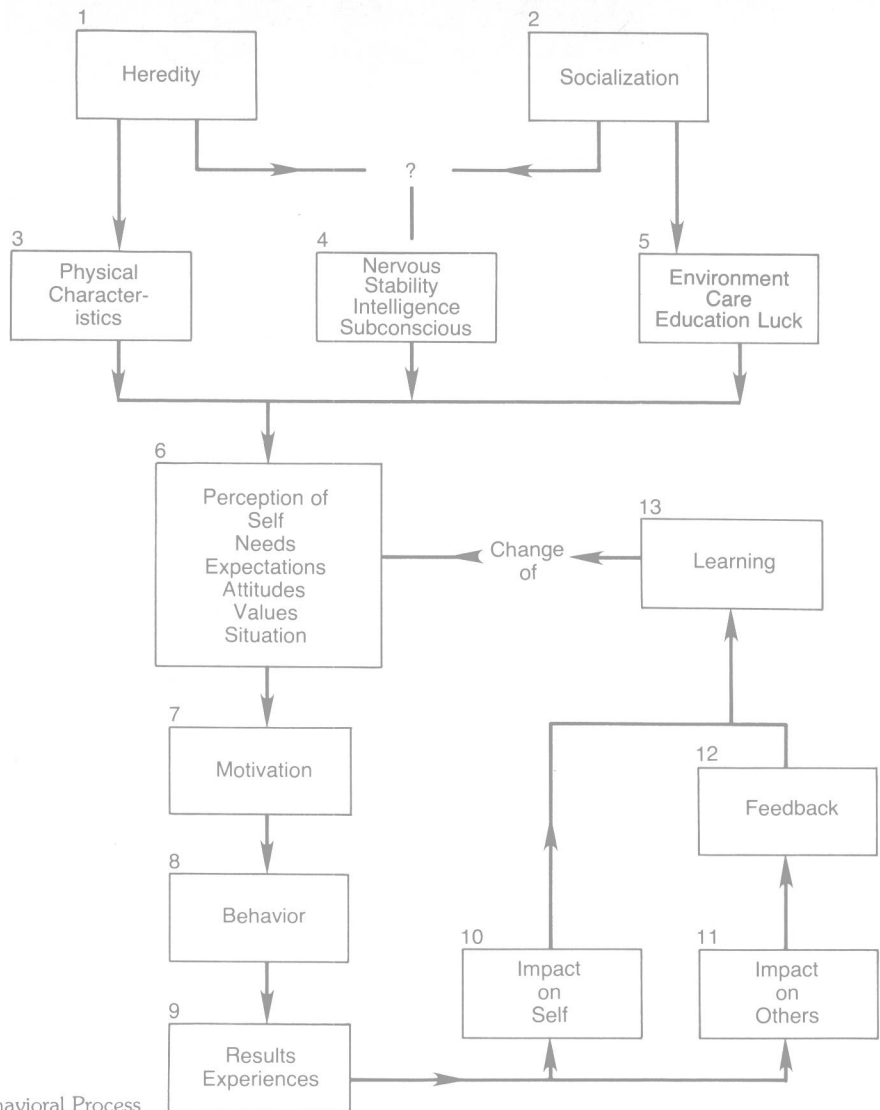 1
Heredity
2
Socialization
?
3
Physical
Character-
istics
4
Nervous
Stability
Intelligence
Subconscious
5
Environment
Care
Education Luck
6
Perception of
Self
Needs
Expectations
Attitudes
Values
Situation
Change
of
13
Learning
7
Motivation
12
Feedback
8
Behavior
10
Impact
on
Self
11
Impact
on
Others
9
Results
Experiences
Process